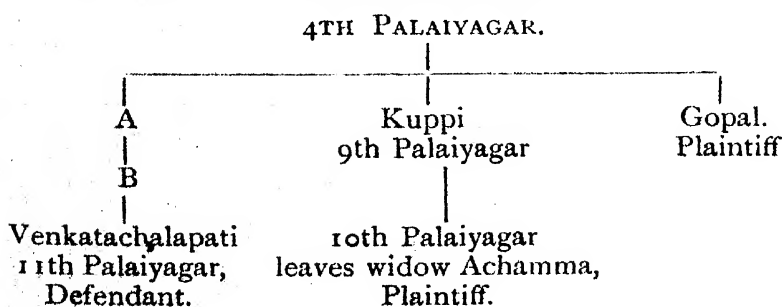 4TH PALAIYAGAR.
A Kuppi Gopal.
9th Palaiyagar Plaintiff
B
Venkatachalapati 10th Palaiyagar
11th Palaiyagar, leaves widow Achamma,
Defendant. Plaintiff.